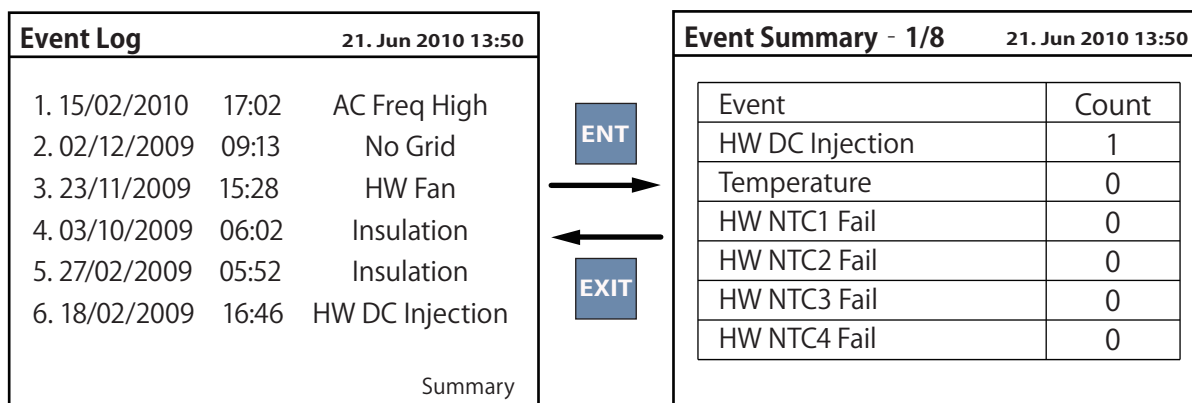 Event Log 21. Jun 2010 13:50
1. 15/02/2010 17:02 AC Freq High
2. 02/12/2009 09:13 No Grid
3. 23/11/2009 15:28 HW Fan
4. 03/10/2009 06:02 Insulation
5. 27/02/2009 05:52 Insulation
6. 18/02/2009 16:46 HW DC Injection
Summary
ENT
EXIT
Event Summary - 1/8 21. Jun 2010 13:50
Event Count
HW DC Injection 1
Temperature 0
HW NTC1 Fail 0
HW NTC2 Fail 0
HW NTC3 Fail 0
HW NTC4 Fail 0